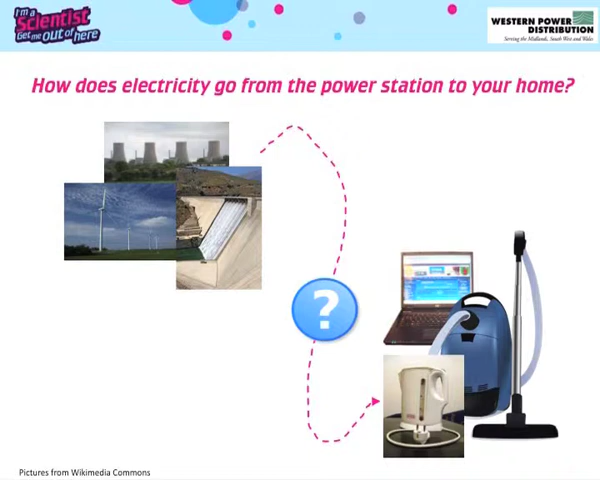 I'm a
Scientist
Get me OUT of here
WESTERN POWER
DISTRIBUTION
Serving the Midlands, South West and Wales
How does electricity go from the power station to your home?
?
Pictures from Wikimedia Commons